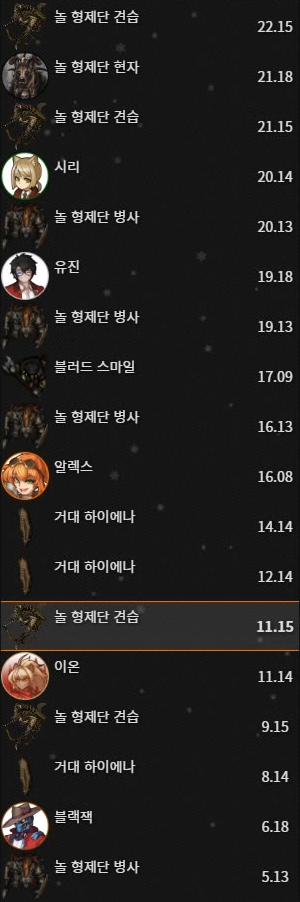 놀 형제단 견습 22.15
놀 형제단 현자 21.18
놀 형제단 견습 21.15
시리 20.14
놀 형제단 병사 20.13
유진 19.18
놀 형제단 병사 19.13
블러드 스마일 17.09
놀 형제단 병사 16.13
알렉스 16.08
거대 하이에나 14.14
거대 하이에나 12.14
놀 형제단 견습 11.15
이온 11.14
놀 형제단 견습 9.15
거대 하이에나 8.14
블랙잭 6.18
놀 형제단 병사 5.13